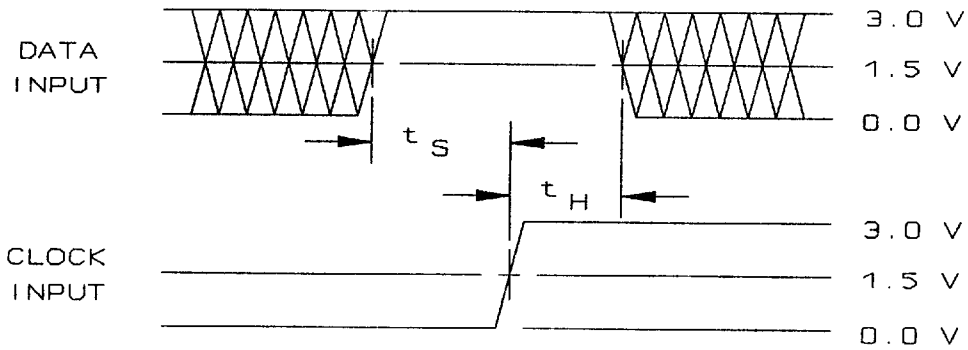 DATA
INPUT
3.0 V
1.5 V
0.0 V
t S
t H
CLOCK
INPUT
3.0 V
1.5 V
0.0 V